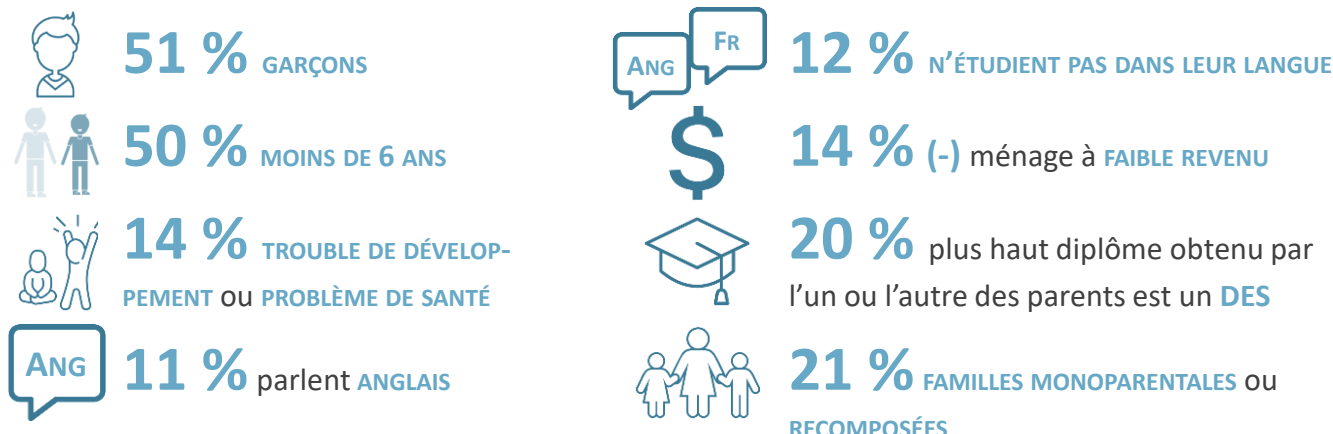 51 % GARÇONS
50 % MOINS DE 6 ANS
14 % TROUBLE DE DÉVELOP-
PEMENT ou PROBLÈME DE SANTÉ
ANG
11 % parlent ANGLAIS
ANG FR
12 % N'ÉTUDIENT PAS DANS LEUR LANGUE
$
14 % (-) ménage à FAIBLE REVENU
20 % plus haut diplôme obtenu par
l'un ou l'autre des parents est un DES
21 % FAMILLES MONOPARENTALES ou
RECOMPOSÉES